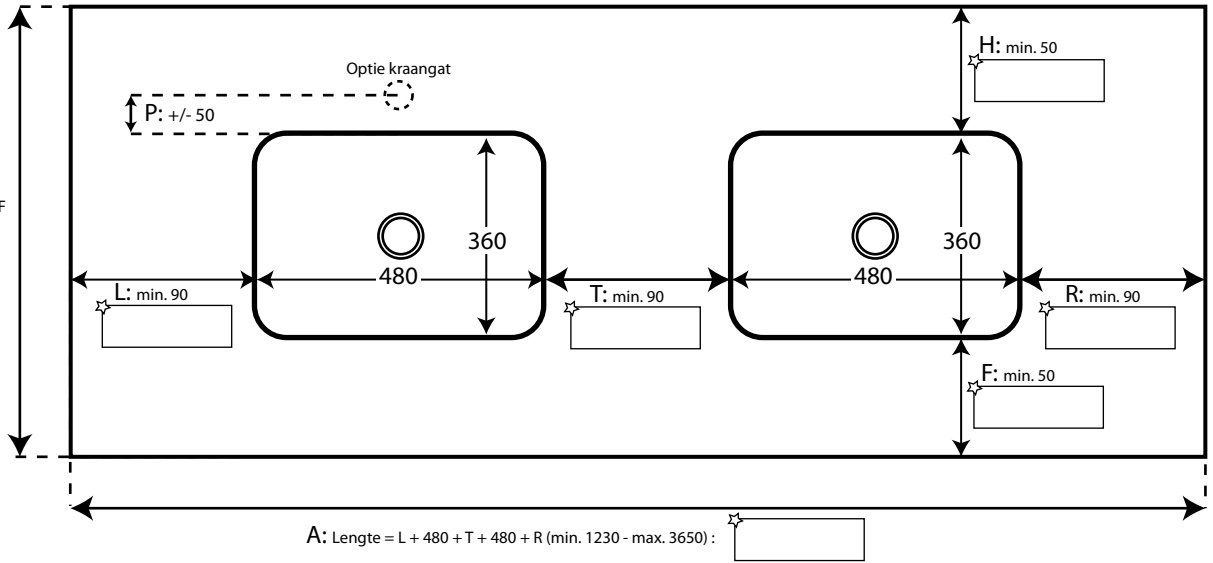 H: min. 50
Optie kraangat
P: +/- 50
F
360
360
480
480
L: min. 90
T: min. 90
R: min. 90
F: min. 50
A: Lengte = L + 480 + T + 480 + R (min. 1230 - max. 3650) :